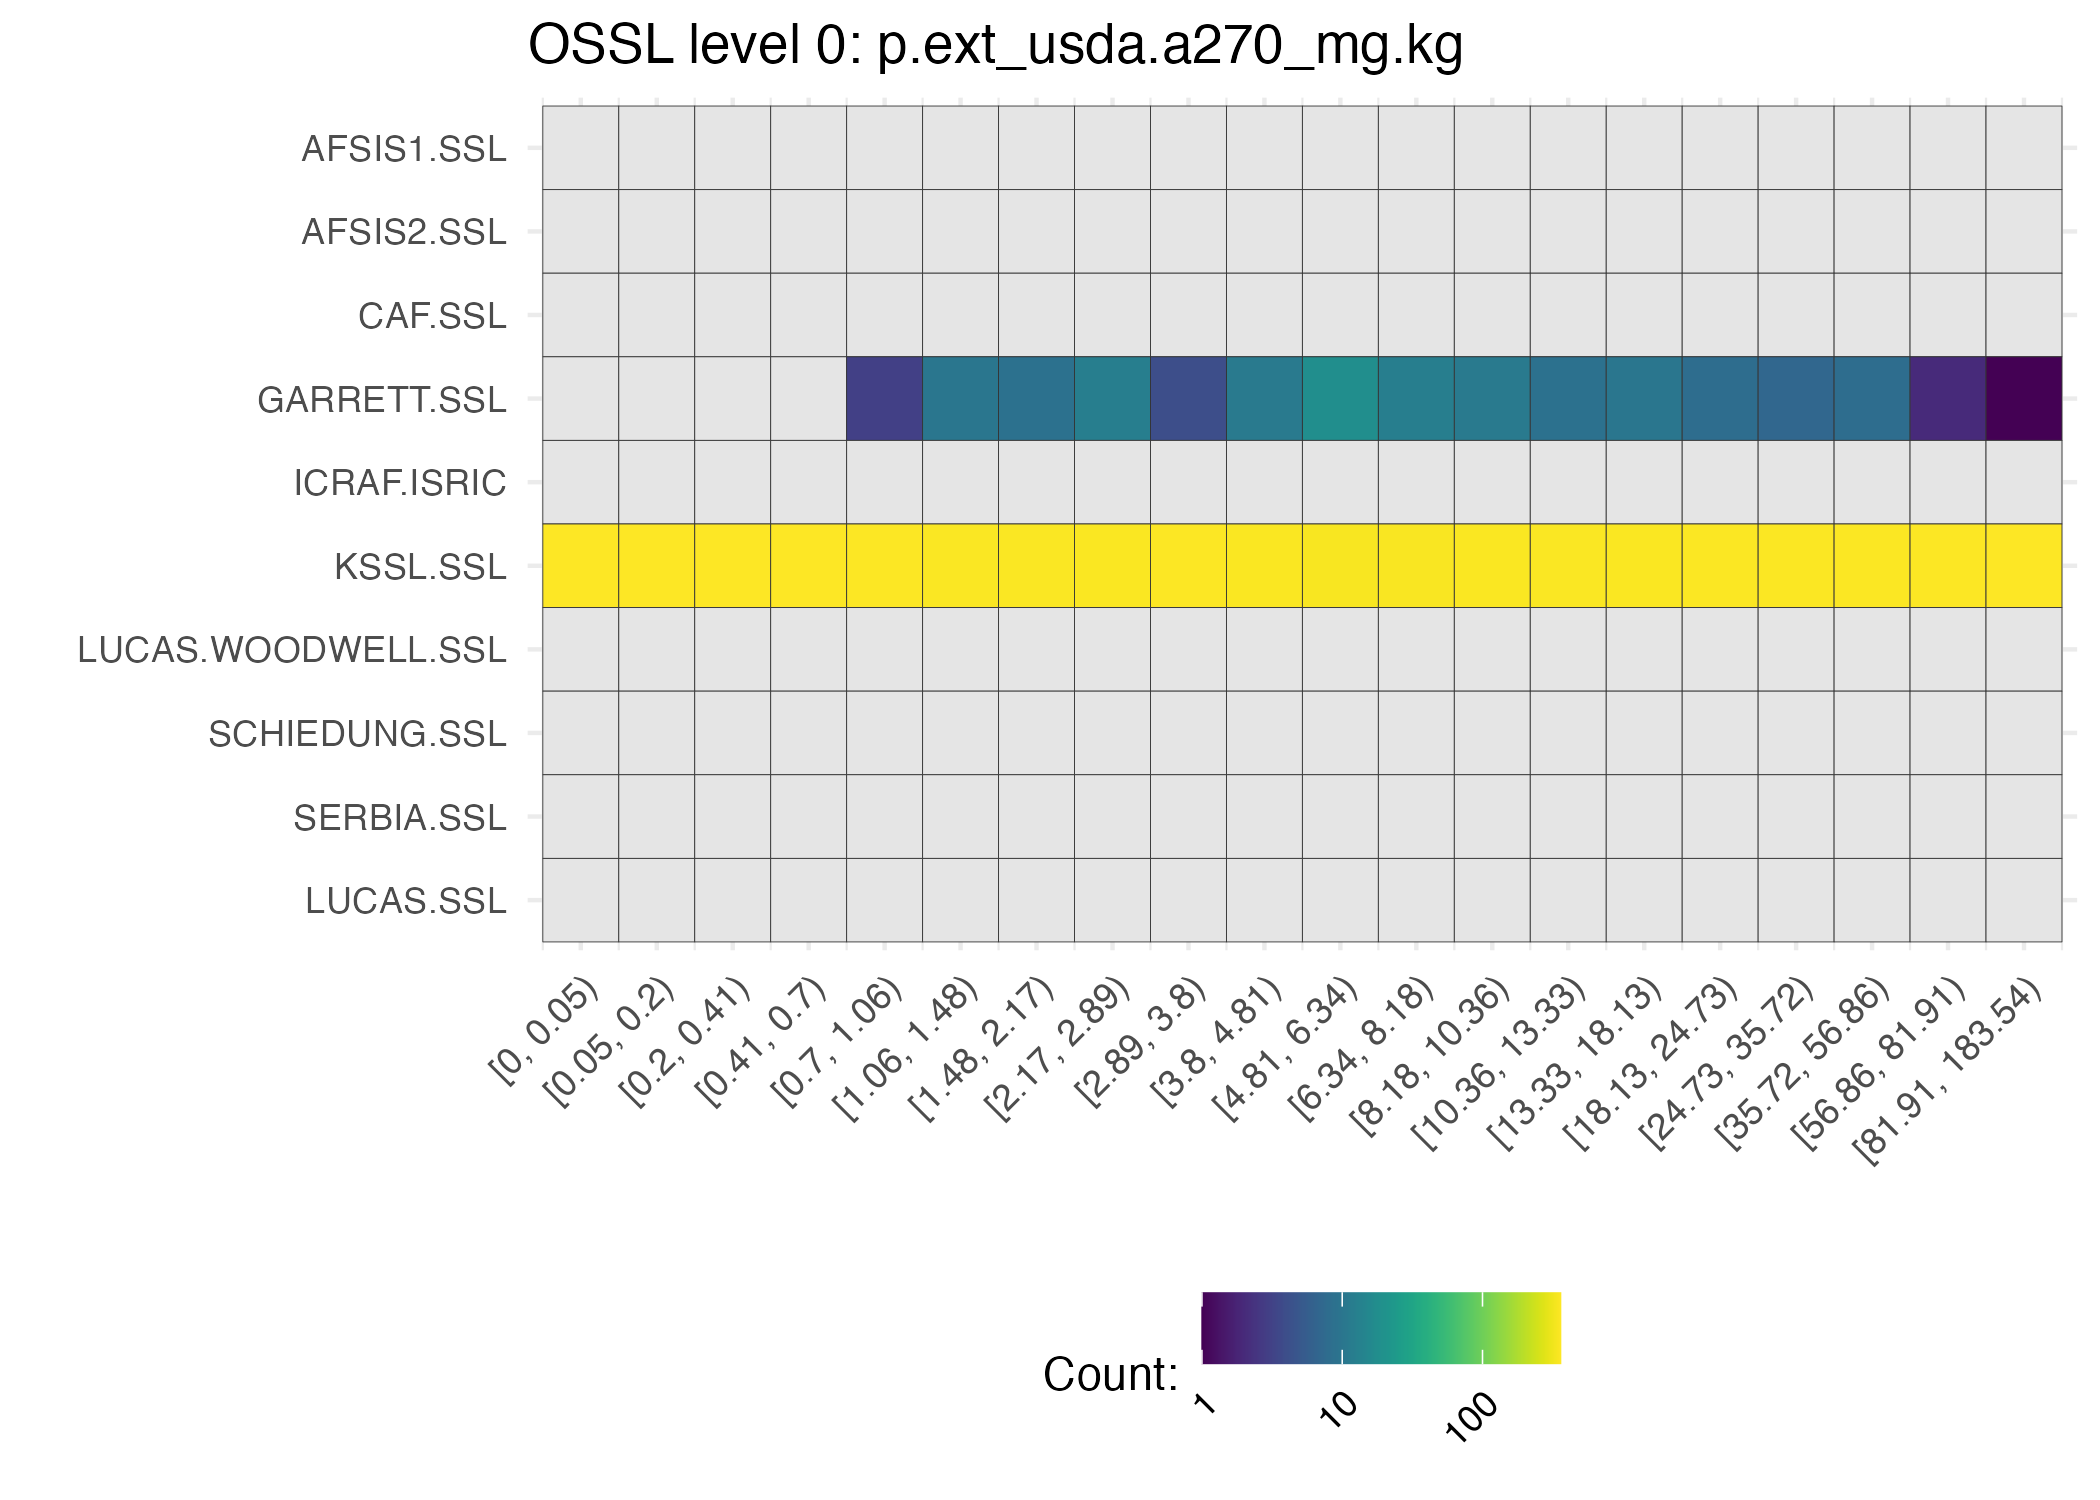 OSSL level 0: p.ext_usda.a270_mg.kg
AFSIS1.SSL
AFSIS2.SSL
CAF.SSL
GARRETT.SSL
ICRAF.ISRIC
KSSL.SSL
LUCAS.WOODWELL.SSL
SCHIEDUNG.SSL
SERBIA.SSL
LUCAS.SSL
[0, 0.05)
[0.05, 0.2)
[0.2, 0.41)
[0.41, 0.7)
[0.7, 1.06)
[1.06, 1.48)
[1.48, 2.17)
[2.17, 2.89)
[2.89, 3.8)
[3.8, 4.81)
[4.81, 6.34)
[6.34, 8.18)
[8.18, 10.36)
[10.36, 13.33)
[13.33, 18.13)
[18.13, 24.73)
[24.73, 35.72)
[35.72, 56.86)
[56.86, 81.91)
[81.91, 183.54)
Count:
1
10
100